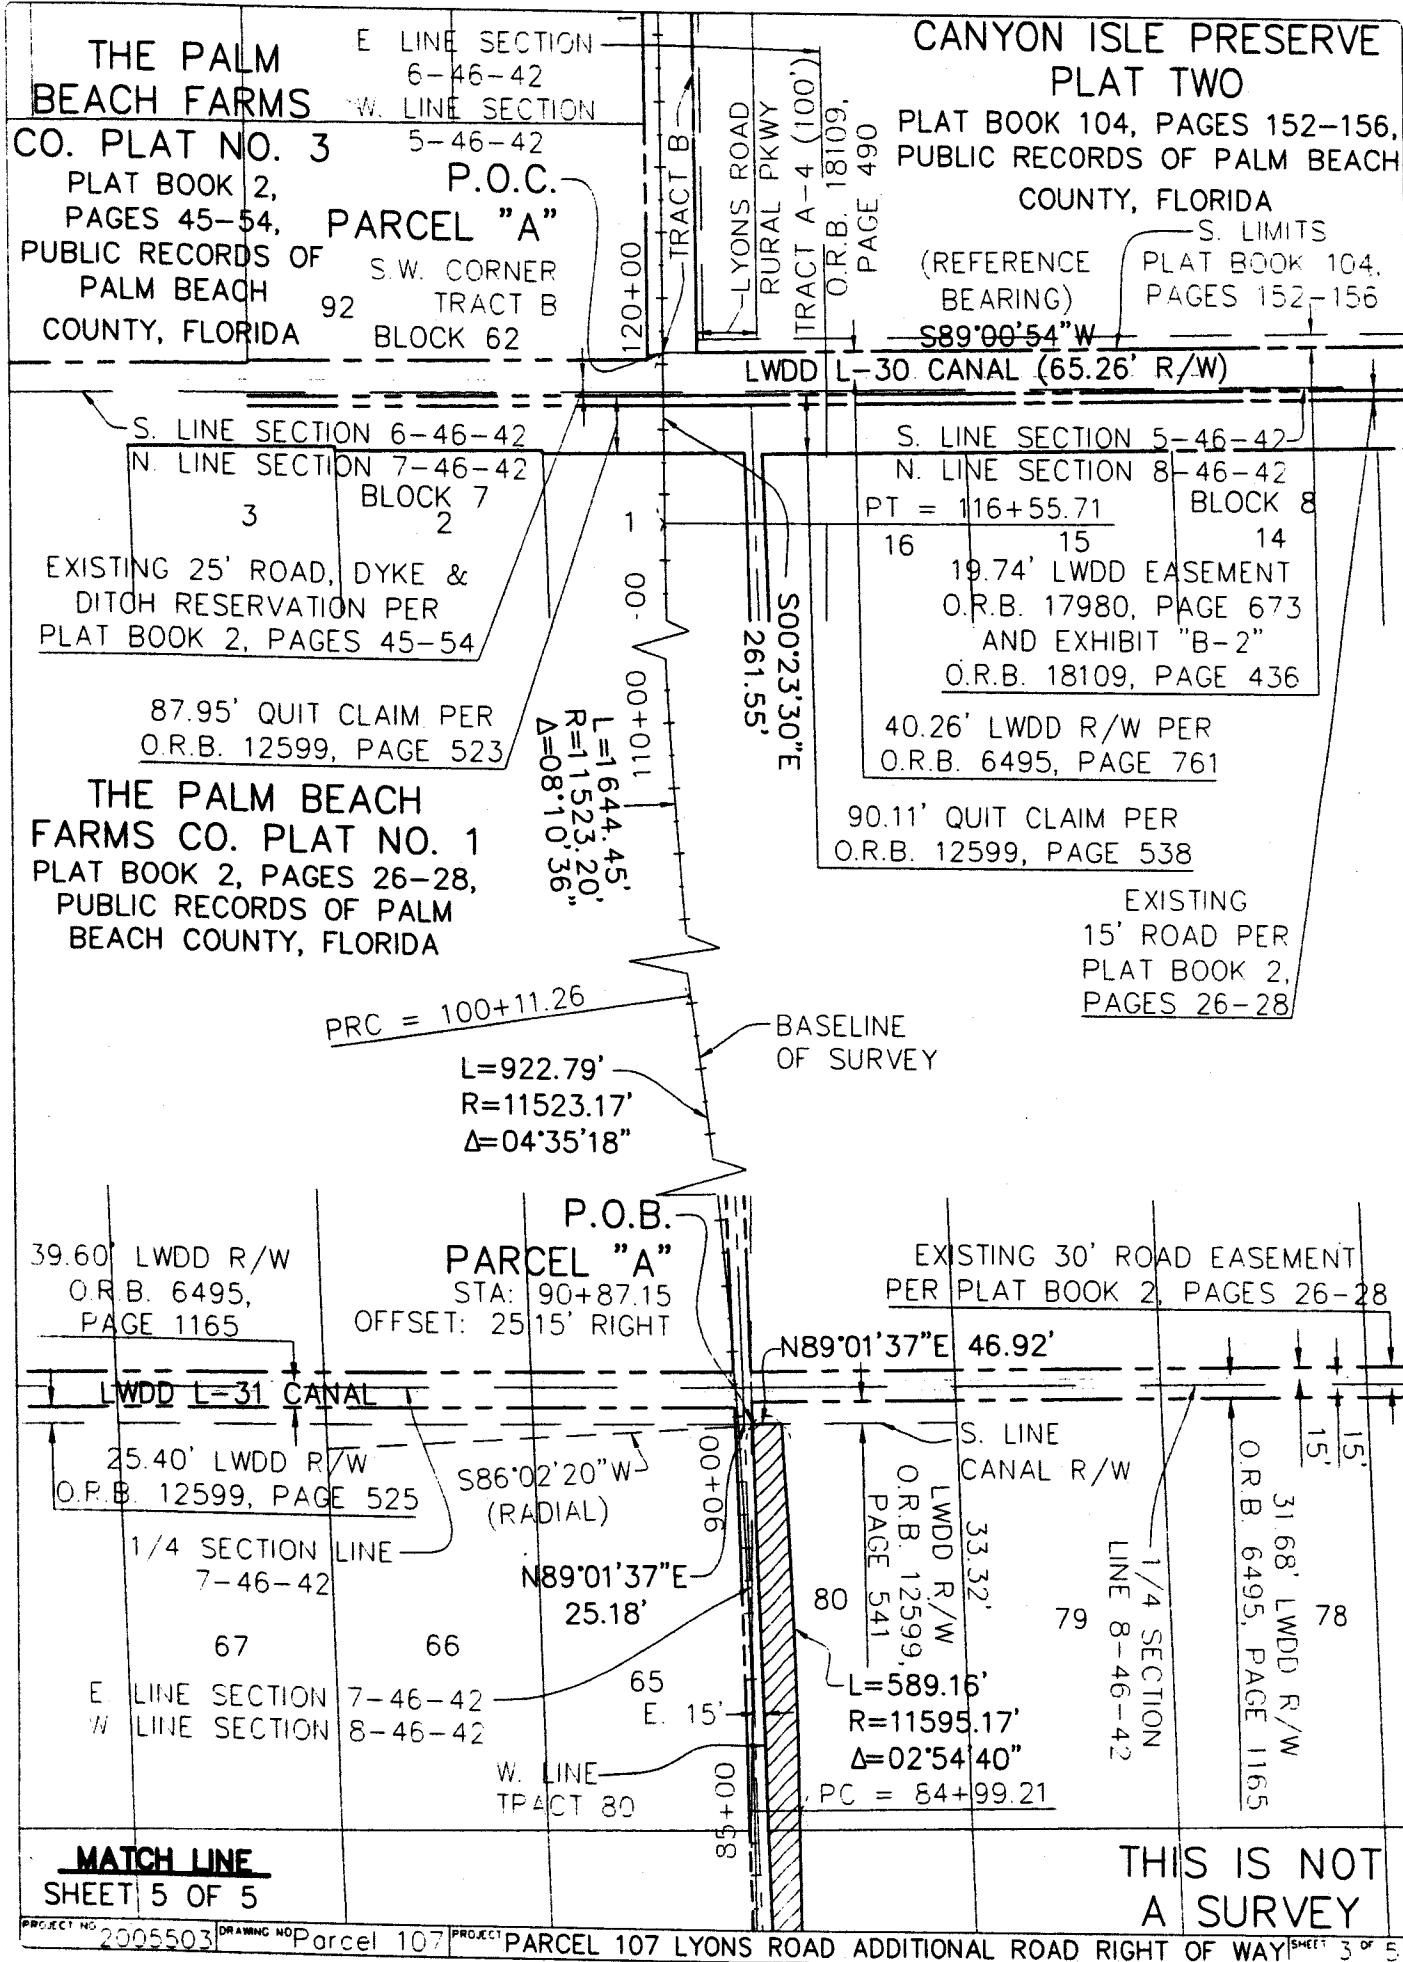 THE PALM
BEACH FARMS
CO. PLAT NO. 3
PLAT BOOK 2,
PAGES 45-54,
PUBLIC RECORDS OF
PALM BEACH
COUNTY, FLORIDA
E LINE SECTION
6-46-42
W. LINE SECTION
5-46-42
P.O.C.
PARCEL "A"
S.W. CORNER
TRACT B
BLOCK 62
92
120+00
TRACT B
LYONS ROAD
RURAL PKWY
TRACT A-4 (100')
O.R.B. 18109,
PAGE 490
CANYON ISLE PRESERVE
PLAT TWO
PLAT BOOK 104, PAGES 152-156,
PUBLIC RECORDS OF PALM BEACH
COUNTY, FLORIDA
S. LIMITS
PLAT BOOK 104,
PAGES 152-156
(REFERENCE
BEARING)
S89°00'54"W
LWDD L-30 CANAL (65.26' R/W)
S. LINE SECTION 6-46-42
N. LINE SECTION 7-46-42
BLOCK 7
3
2
1
S. LINE SECTION 5-46-42
N. LINE SECTION 8-46-42
PT = 116+55.71
BLOCK 8
16
15
14
EXISTING 25' ROAD, DYKE &
DITCH RESERVATION PER
PLAT BOOK 2, PAGES 45-54
00
S00°23'30"E
261.55'
19.74' LWDD EASEMENT
O.R.B. 17980, PAGE 673
AND EXHIBIT "B-2"
O.R.B. 18109, PAGE 436
87.95' QUIT CLAIM PER
O.R.B. 12599, PAGE 523
110+00
L=1644.45'
R=11523.20'
Δ=08°10'36"
40.26' LWDD R/W PER
O.R.B. 6495, PAGE 761
90.11' QUIT CLAIM PER
O.R.B. 12599, PAGE 538
THE PALM BEACH
FARMS CO. PLAT NO. 1
PLAT BOOK 2, PAGES 26-28,
PUBLIC RECORDS OF PALM
BEACH COUNTY, FLORIDA
EXISTING
15' ROAD PER
PLAT BOOK 2,
PAGES 26-28
PRC = 100+11.26
BASELINE
OF SURVEY
L=922.79'
R=11523.17'
Δ=04°35'18"
P.O.B.
PARCEL "A"
STA: 90+87.15
OFFSET: 25.15' RIGHT
39.60' LWDD R/W
O.R.B. 6495,
PAGE 1165
EXISTING 30' ROAD EASEMENT
PER PLAT BOOK 2, PAGES 26-28
N89°01'37"E 46.92'
LWDD L-31 CANAL
25.40' LWDD R/W
O.R.B. 12599, PAGE 525
S86°02'20"W
(RADIAL)
90+00
S. LINE
CANAL R/W
15'
15'
1/4 SECTION LINE
7-46-42
N89°01'37"E
25.18'
33.32'
LWDD R/W
O.R.B. 12599,
PAGE 541
1/4 SECTION
LINE 8-46-42
31.68' LWDD R/W
O.R.B. 6495, PAGE 1165
80
79
78
67
66
65
E. LINE SECTION 7-46-42
W LINE SECTION 8-46-42
E. 15'
L=589.16'
R=11595.17'
Δ=02°54'40"
PC = 84+99.21
W. LINE
TRACT 80
85+00
MATCH LINE
SHEET 5 OF 5
THIS IS NOT
A SURVEY
PROJECT NO 2005503 DRAWING NO Parcel 107 PROJECT PARCEL 107 LYONS ROAD ADDITIONAL ROAD RIGHT OF WAY SHEET 3 OF 5